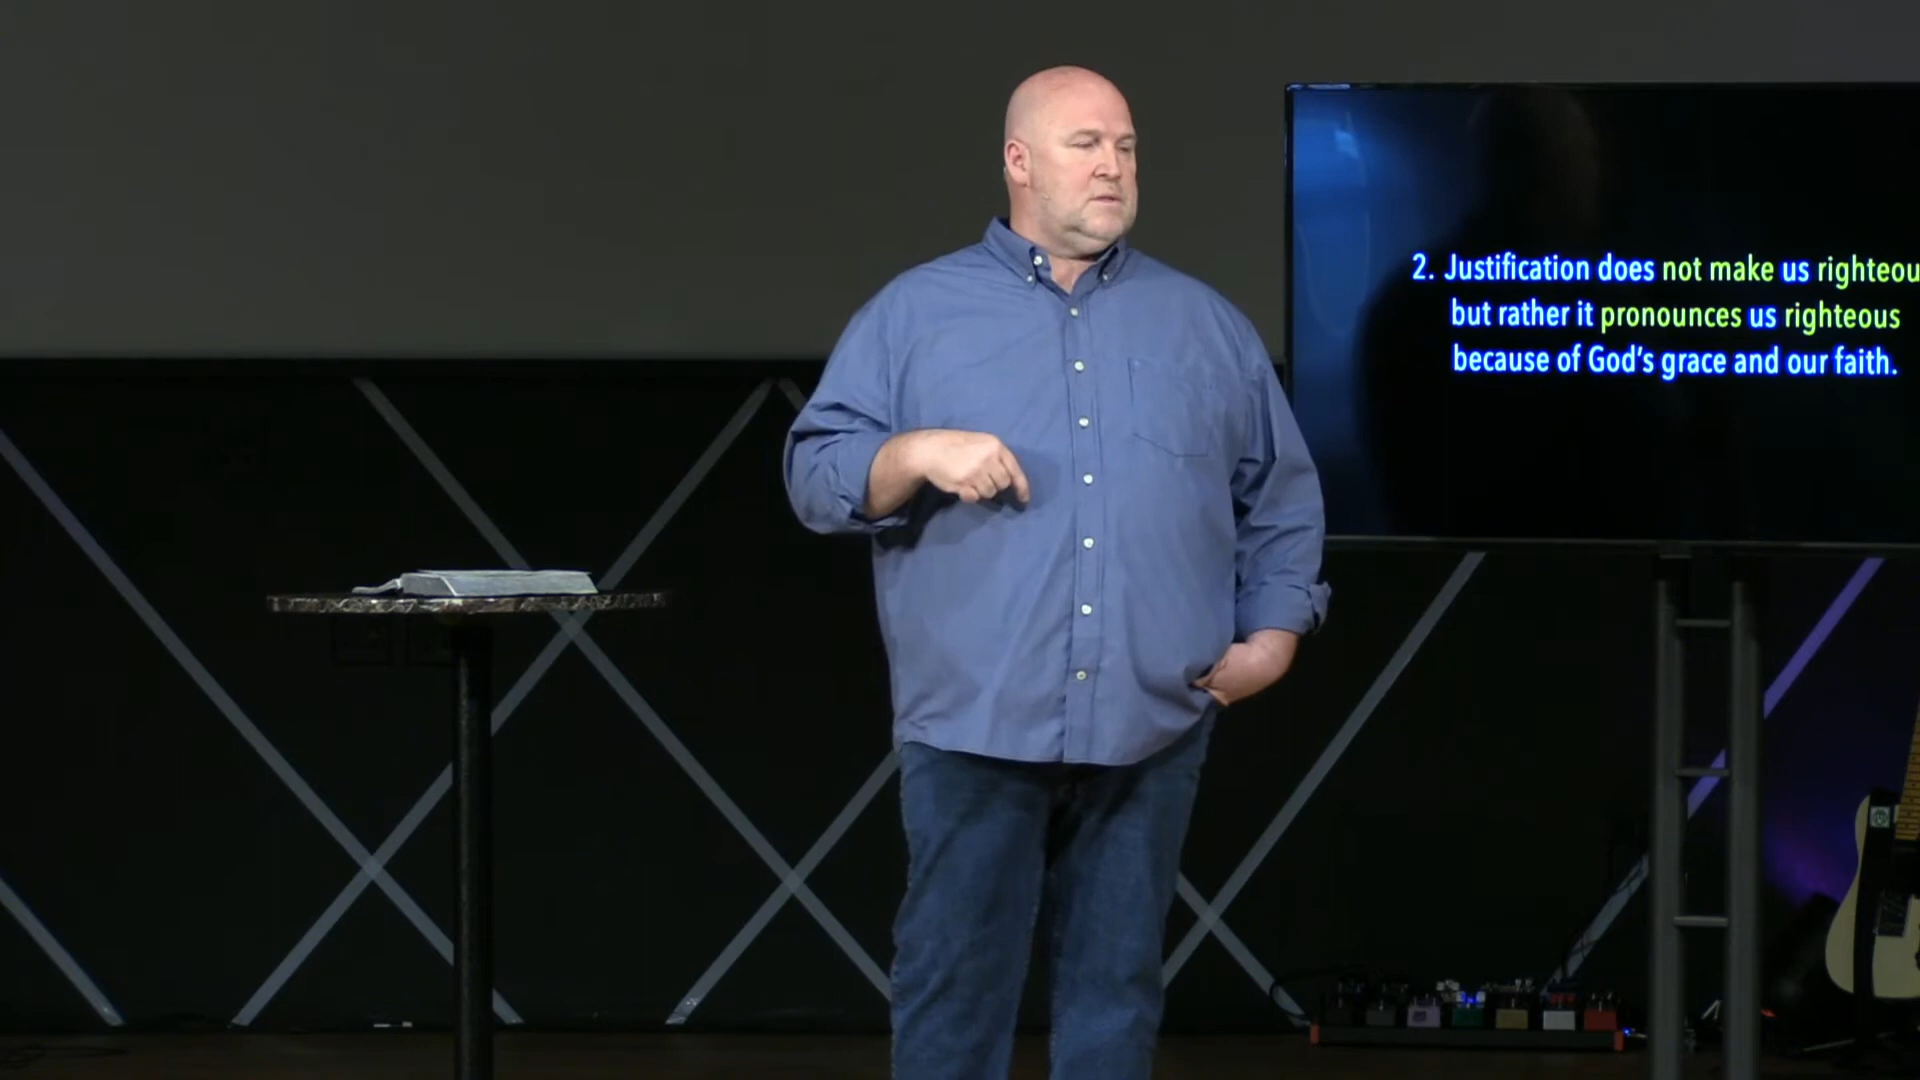 2. Justification does not make us righteou
but rather it pronounces us righteous
because of God's grace and our faith.